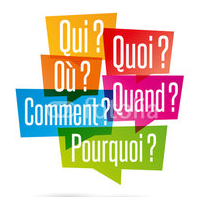 Qui ?
Quoi ?
Où ?
Quand ?
Comment ?
Pourquoi ?